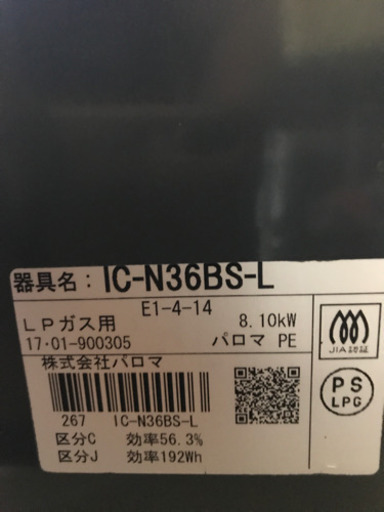 器具名：IC-N36BS-L
E1-4-14
LPガス用 8.10kW
17・01-900305 パロマ PE
株式会社パロマ
JIA認証
PS
LPG
267 IC-N36BS-L
区分C 効率56.3%
区分J 効率192Wh